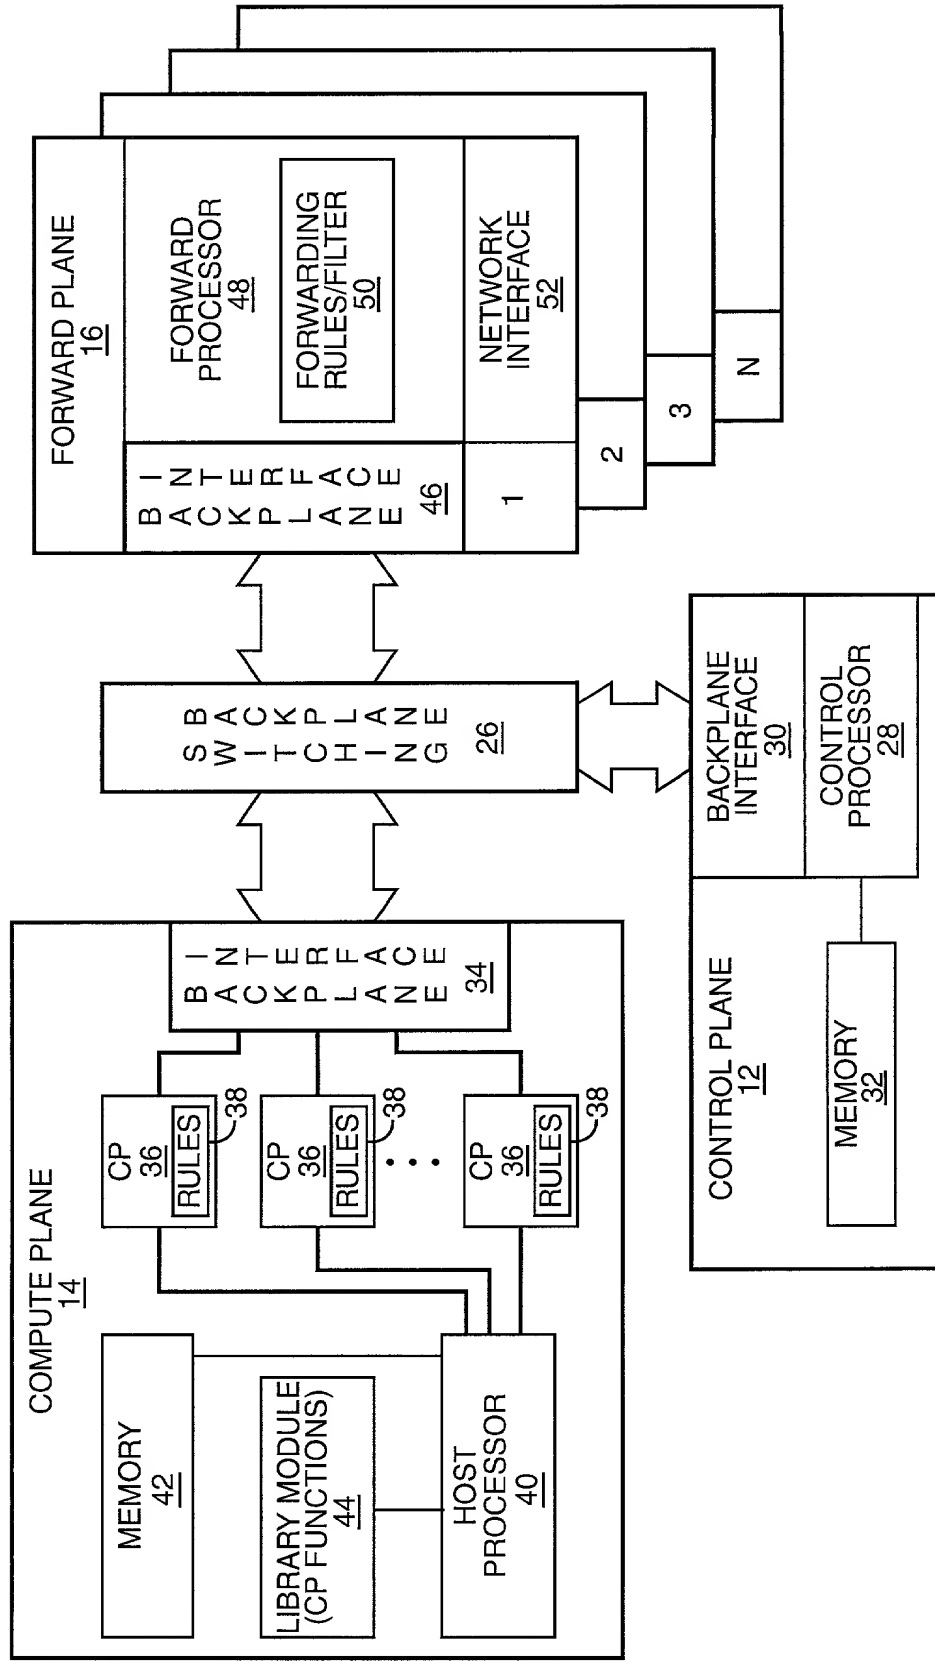 COMPUTE PLANE
14
MEMORY
42
LIBRARY MODULE
(CP FUNCTIONS)
44
HOST
PROCESSOR
40
CP
36
RULES
38
CP
36
RULES
38
CP
36
RULES
38
BACKPLANE
INTERFACE
34
SWITCHING
BACKPLANE
26
FORWARD PLANE
16
BACKPLANE
INTERFACE
46
FORWARD
PROCESSOR
48
FORWARDING
RULES/FILTER
50
1
NETWORK
INTERFACE
52
2
3
N
CONTROL PLANE
12
MEMORY
32
BACKPLANE
INTERFACE
30
CONTROL
PROCESSOR
28